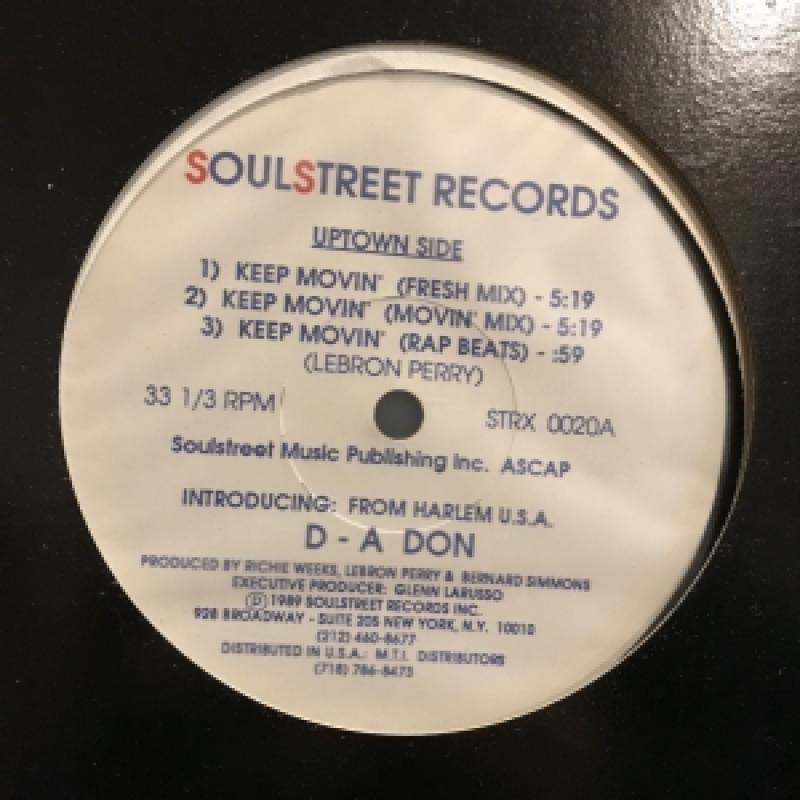 SOULSTREET RECORDS
UPTOWN SIDE
1) KEEP MOVIN' (FRESH MIX) - 5:19
2) KEEP MOVIN' (MOVIN' MIX) - 5:19
3) KEEP MOVIN' (RAP BEATS) - :59
(LEBRON PERRY)
33 1/3 RPM
STRX 0020A
Soulstreet Music Publishing Inc. ASCAP
INTRODUCING: FROM HARLEM U.S.A.
D - A DON
PRODUCED BY RICHIE WEEKS, LEBRON PERRY & BERNARD SIMMONS
EXECUTIVE PRODUCER: GLENN LARUSSO
Ⓟ 1989 SOULSTREET RECORDS INC.
928 BROADWAY - SUITE 205 NEW YORK, N.Y. 10010
(212) 460-8677
DISTRIBUTED IN U.S.A.: M.T.I. DISTRIBUTORS
(718) 786-8473